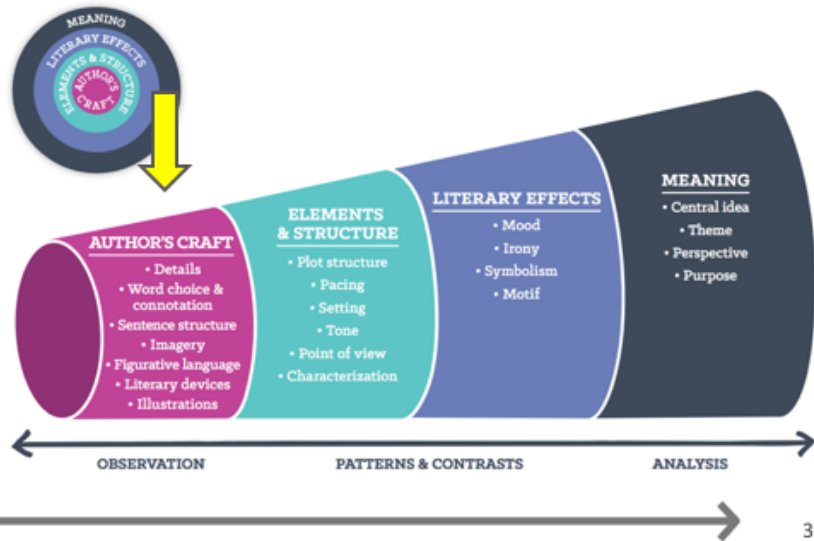 MEANING
LITERARY EFFECTS
ELEMENTS & STRUCTURE
AUTHOR'S
CRAFT
AUTHOR'S CRAFT
• Details
• Word choice &
connotation
• Sentence structure
• Imagery
• Figurative language
• Literary devices
• Illustrations
ELEMENTS
& STRUCTURE
• Plot structure
• Pacing
• Setting
• Tone
• Point of view
• Characterization
LITERARY EFFECTS
• Mood
• Irony
• Symbolism
• Motif
MEANING
• Central idea
• Theme
• Perspective
• Purpose
OBSERVATION
PATTERNS & CONTRASTS
ANALYSIS
3